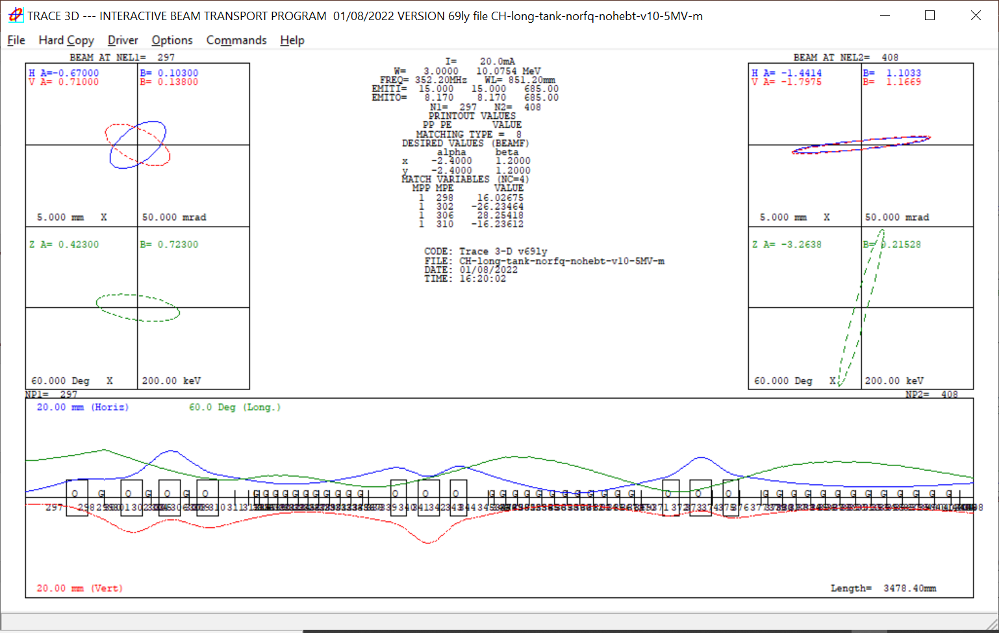 TRACE 3D --- INTERACTIVE BEAM TRANSPORT PROGRAM 01/08/2022 VERSION 69ly file CH-long-tank-norfq-nohebt-v10-5MV-m
File Hard Copy Driver Options Commands Help
BEAM AT NEL1= 297
H A=-0.67000 B= 0.10300
V A= 0.71000 B= 0.13800
5.000 mm X 50.000 mrad
Z A= 0.42300 B= 0.72300
60.000 Deg X 200.00 keV
I= 20.0mA
W= 3.0000 10.0754 MeV
FREQ= 352.20MHz WL= 851.20mm
EMITI= 15.000 15.000 685.00
EMITO= 8.170 8.170 685.00
N1= 297 N2= 408
PRINTOUT VALUES
PP PE VALUE
MATCHING TYPE = 8
DESIRED VALUES (BEAMF)
alpha beta
x -2.4000 1.2000
y -2.4000 1.2000
MATCH VARIABLES (NC=4)
MPP MPE VALUE
1 298 16.02675
1 302 -26.23464
1 306 28.25418
1 310 -16.23612
CODE: Trace 3-D v69ly
FILE: CH-long-tank-norfq-nohebt-v10-5MV-m
DATE: 01/08/2022
TIME: 16:20:02
BEAM AT NEL2= 408
H A= -1.4414 B= 1.1033
V A= -1.7975 B= 1.1669
5.000 mm X 50.000 mrad
Z A= -3.2638 B= 0.21528
60.000 Deg X 200.00 keV
NP1= 297 NP2= 408
20.00 mm (Horiz) 60.0 Deg (Long.)
Q G Q G Q G Q G G G G G G G G G G G Q Q Q G G G G G G G G G G G G Q Q Q G G G G G G G G G G G G
297 298
20.00 mm (Vert) Length= 3478.40mm